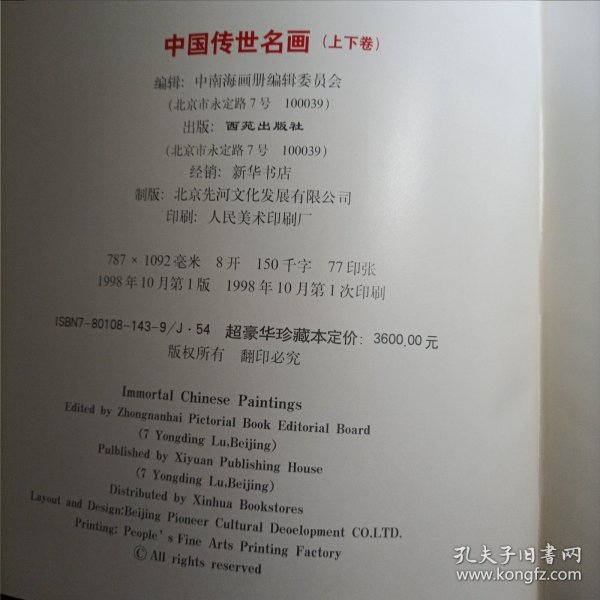 中国传世名画（上下卷）
编辑：中南海画册编辑委员会
（北京市永定路7号 100039）
出版：西苑出版社
（北京市永定路7号 100039）
经销：新华书店
制版：北京先河文化发展有限公司
印刷：人民美术印刷厂
787×1092毫米 8开 150千字 77印张
1998年10月第1版 1998年10月第1次印刷
ISBN7-80108-143-9/J·54 超豪华珍藏本定价：3600.00元
版权所有 翻印必究
Immortal Chinese Paintings
Edited by Zhongnanhai Pictorial Book Editorial Board
(7 Yongding Lu,Beijing)
Pulblished by Xiyuan Publishing House
(7 Yongding Lu,Beijing)
Distributed by Xinhua Bookstores
Layout and Design:Beijing Pioneer Cultural Deoelopment CO.LTD.
Printing: People's Fine Arts Printing Factory
©All rights reserved
孔夫子旧书网
www.kongfz.com